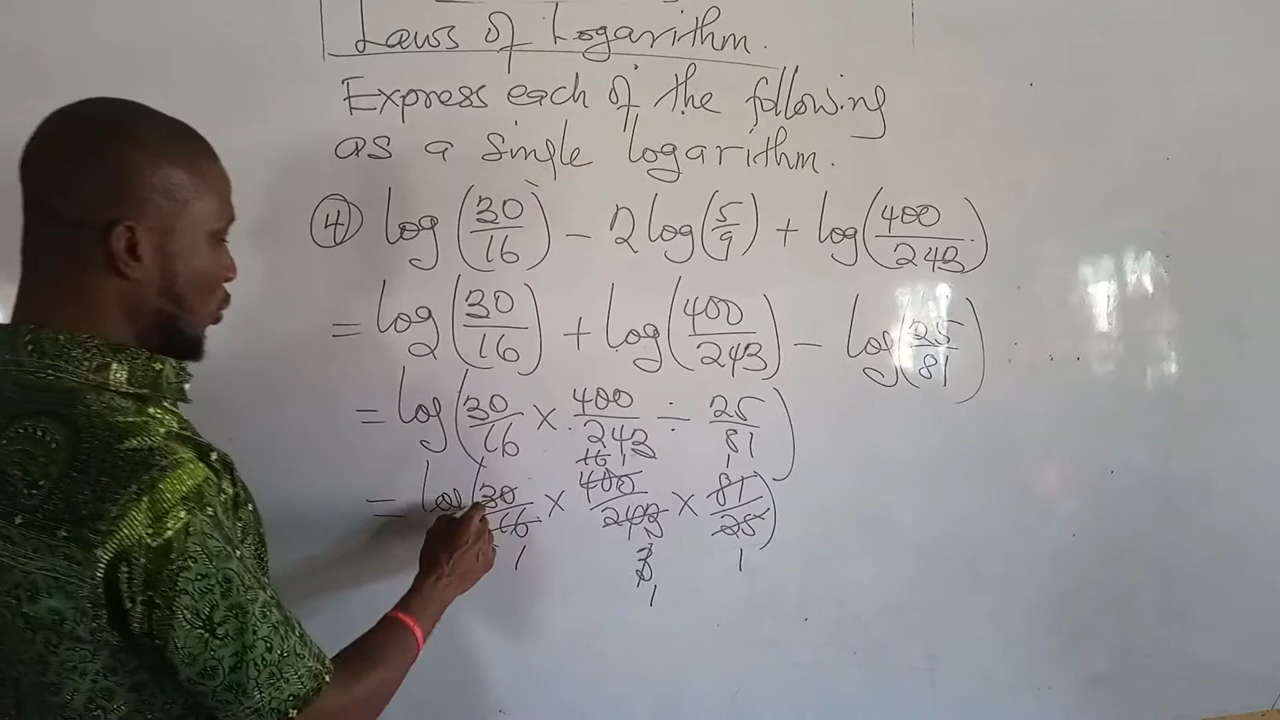 Laws of Logarithm.
Express each of the following
as a single logarithm.
④ log(30/16) − 2log(5/9) + log(400/243)
= log₂(30/16) + log(400/243) − log(25/81)
= log(30/16 × 400/243 ÷ 25/81)
= log(30/16 × 400/243 × 81/25)